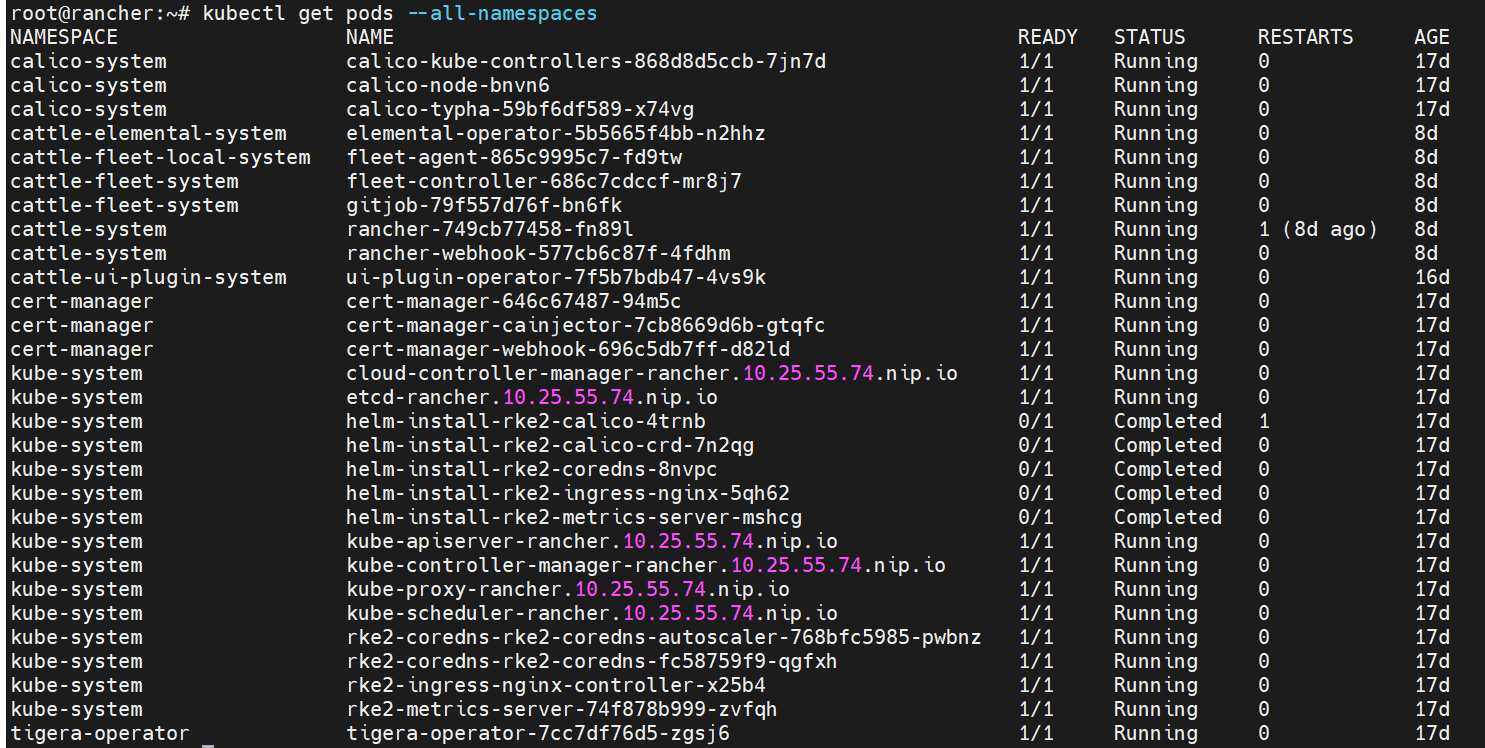 root@rancher:~# kubectl get pods --all-namespaces
NAMESPACE NAME READY STATUS RESTARTS AGE
calico-system calico-kube-controllers-868d8d5ccb-7jn7d 1/1 Running 0 17d
calico-system calico-node-bnvn6 1/1 Running 0 17d
calico-system calico-typha-59bf6df589-x74vg 1/1 Running 0 17d
cattle-elemental-system elemental-operator-5b5665f4bb-n2hhz 1/1 Running 0 8d
cattle-fleet-local-system fleet-agent-865c9995c7-fd9tw 1/1 Running 0 8d
cattle-fleet-system fleet-controller-686c7cdccf-mr8j7 1/1 Running 0 8d
cattle-fleet-system gitjob-79f557d76f-bn6fk 1/1 Running 0 8d
cattle-system rancher-749cb77458-fn89l 1/1 Running 1 (8d ago) 8d
cattle-system rancher-webhook-577cb6c87f-4fdhm 1/1 Running 0 8d
cattle-ui-plugin-system ui-plugin-operator-7f5b7bdb47-4vs9k 1/1 Running 0 16d
cert-manager cert-manager-646c67487-94m5c 1/1 Running 0 17d
cert-manager cert-manager-cainjector-7cb8669d6b-gtqfc 1/1 Running 0 17d
cert-manager cert-manager-webhook-696c5db7ff-d82ld 1/1 Running 0 17d
kube-system cloud-controller-manager-rancher.10.25.55.74.nip.io 1/1 Running 0 17d
kube-system etcd-rancher.10.25.55.74.nip.io 1/1 Running 0 17d
kube-system helm-install-rke2-calico-4trnb 0/1 Completed 1 17d
kube-system helm-install-rke2-calico-crd-7n2qg 0/1 Completed 0 17d
kube-system helm-install-rke2-coredns-8nvpc 0/1 Completed 0 17d
kube-system helm-install-rke2-ingress-nginx-5qh62 0/1 Completed 0 17d
kube-system helm-install-rke2-metrics-server-mshcg 0/1 Completed 0 17d
kube-system kube-apiserver-rancher.10.25.55.74.nip.io 1/1 Running 0 17d
kube-system kube-controller-manager-rancher.10.25.55.74.nip.io 1/1 Running 0 17d
kube-system kube-proxy-rancher.10.25.55.74.nip.io 1/1 Running 0 17d
kube-system kube-scheduler-rancher.10.25.55.74.nip.io 1/1 Running 0 17d
kube-system rke2-coredns-rke2-coredns-autoscaler-768bfc5985-pwbnz 1/1 Running 0 17d
kube-system rke2-coredns-rke2-coredns-fc58759f9-qgfxh 1/1 Running 0 17d
kube-system rke2-ingress-nginx-controller-x25b4 1/1 Running 0 17d
kube-system rke2-metrics-server-74f878b999-zvfqh 1/1 Running 0 17d
tigera-operator tigera-operator-7cc7df76d5-zgsj6 1/1 Running 0 17d